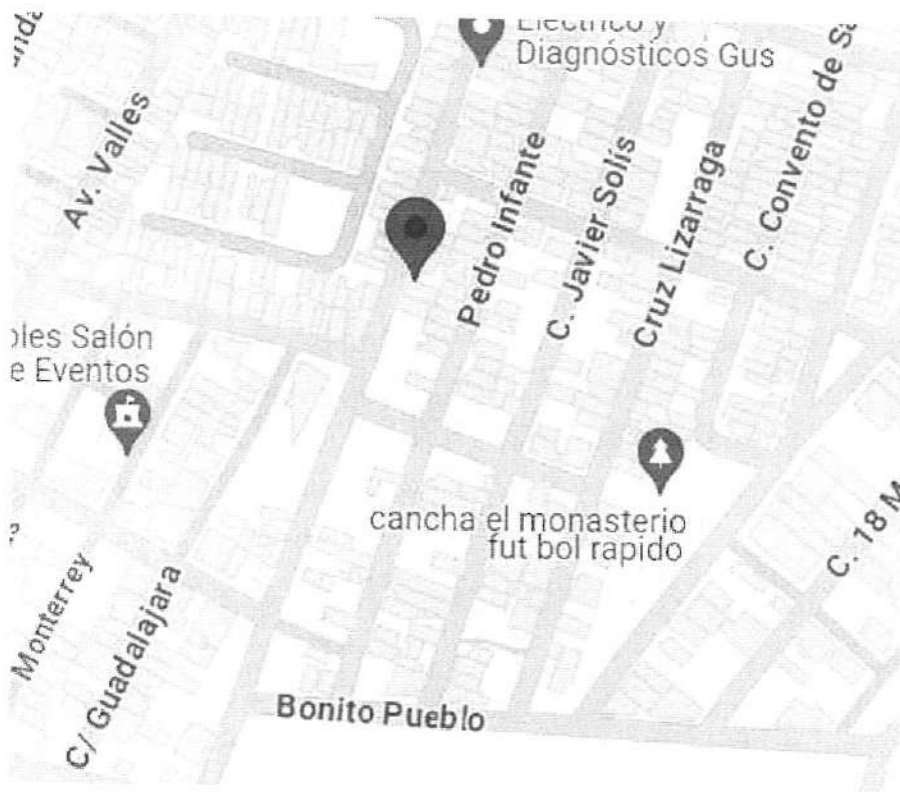 Diagnósticos Gus
Av. Valles
Pedro Infante
C. Javier Solís
Cruz Lizarraga
C. Convento de
Salón
e Eventos
cancha el monasterio
fut bol rapido
C. 18 M
Monterrey
C/ Guadalajara
Bonito Pueblo